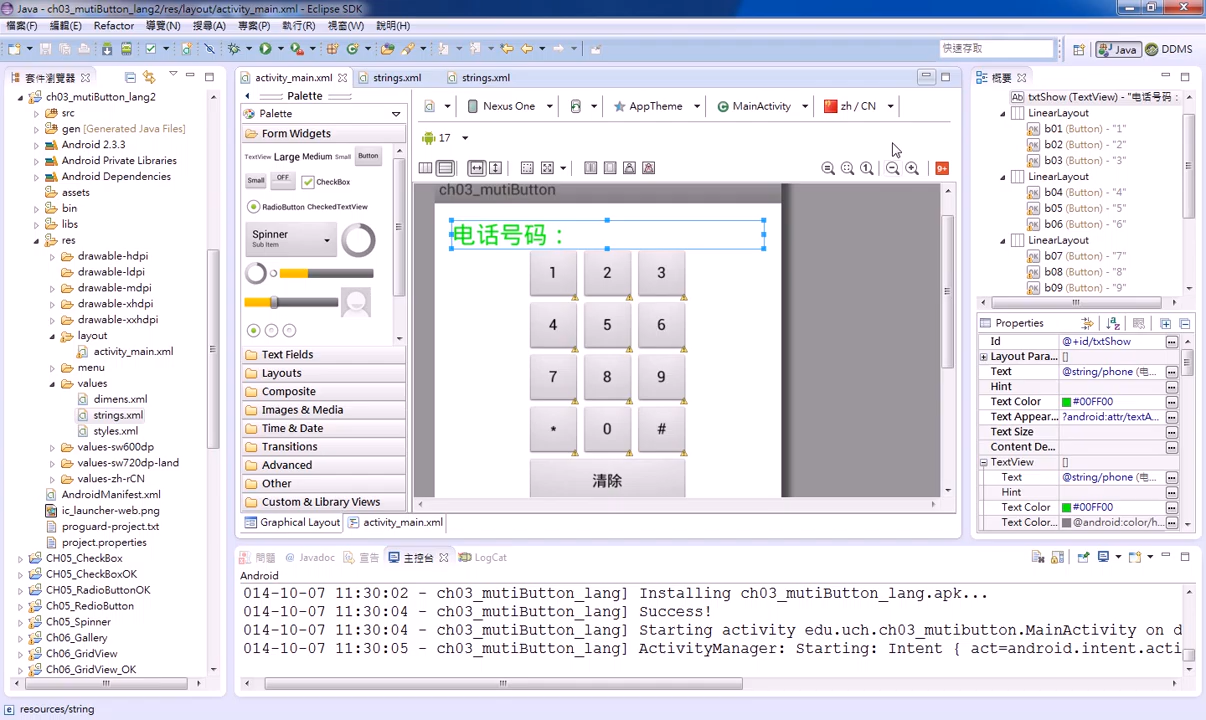 Java - ch03_mutiButton_lang2/res/layout/activity_main.xml - Eclipse SDK
檔案(F) 編輯(E) Refactor 導覽(N) 搜尋(A) 專案(P) 執行(R) 視窗(W) 說明(H)
快速存取 Java DDMS
套件瀏覽器
ch03_mutiButton_lang2
src
gen [Generated Java Files]
Android 2.3.3
Android Private Libraries
Android Dependencies
assets
bin
libs
res
drawable-hdpi
drawable-ldpi
drawable-mdpi
drawable-xhdpi
drawable-xxhdpi
layout
activity_main.xml
menu
values
dimens.xml
strings.xml
styles.xml
values-sw600dp
values-sw720dp-land
values-zh-rCN
AndroidManifest.xml
ic_launcher-web.png
proguard-project.txt
project.properties
CH05_CheckBox
CH05_CheckBoxOK
CH05_RadioButtonOK
CH05_RedioButton
CH05_Spinner
Ch06_Gallery
Ch06_GridView
Ch06_GridView_OK
activity_main.xml strings.xml strings.xml
Palette
Palette
Form Widgets
TextView Large Medium Small Button
Small OFF CheckBox
RadioButton CheckedTextView
Spinner
Sub Item
Text Fields
Layouts
Composite
Images & Media
Time & Date
Transitions
Advanced
Other
Custom & Library Views
Graphical Layout activity_main.xml
Nexus One AppTheme MainActivity zh / CN
17
9+
ch03_mutiButton
电话号码：
1 2 3
4 5 6
7 8 9
* 0 #
清除
概要
txtShow (TextView) - "电话号码：
LinearLayout
b01 (Button) - "1"
b02 (Button) - "2"
b03 (Button) - "3"
LinearLayout
b04 (Button) - "4"
b05 (Button) - "5"
b06 (Button) - "6"
LinearLayout
b07 (Button) - "7"
b08 (Button) - "8"
b09 (Button) - "9"
Properties
Id @+id/txtShow
Layout Para... []
Text @string/phone (电...
Hint
Text Color #00FF00
Text Appear... ?android:attr/textA...
Text Size
Content De...
TextView []
Text @string/phone (电...
Hint
Text Color #00FF00
Text Color... @android:color/h...
問題 Javadoc 宣告 主控台 LogCat
Android
014-10-07 11:30:02 - ch03_mutiButton_lang] Installing ch03_mutiButton_lang.apk...
014-10-07 11:30:04 - ch03_mutiButton_lang] Success!
014-10-07 11:30:04 - ch03_mutiButton_lang] Starting activity edu.uch.ch03_mutibutton.MainActivity on d
014-10-07 11:30:05 - ch03_mutiButton_lang] ActivityManager: Starting: Intent { act=android.intent.acti
resources/string